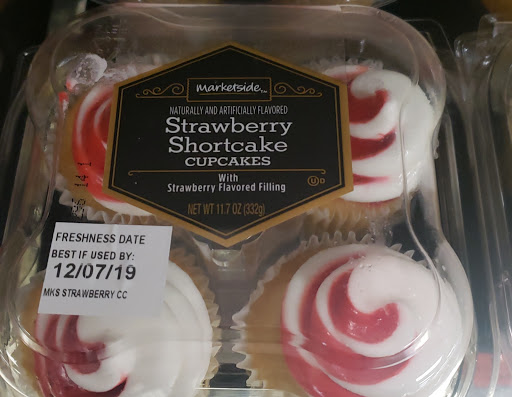 marketside™
NATURALLY AND ARTIFICIALLY FLAVORED
Strawberry
Shortcake
CUPCAKES
With
Strawberry Flavored Filling
U D
NET WT 11.7 OZ (332g)
FRESHNESS DATE
BEST IF USED BY:
12/07/19
MKS STRAWBERRY CC